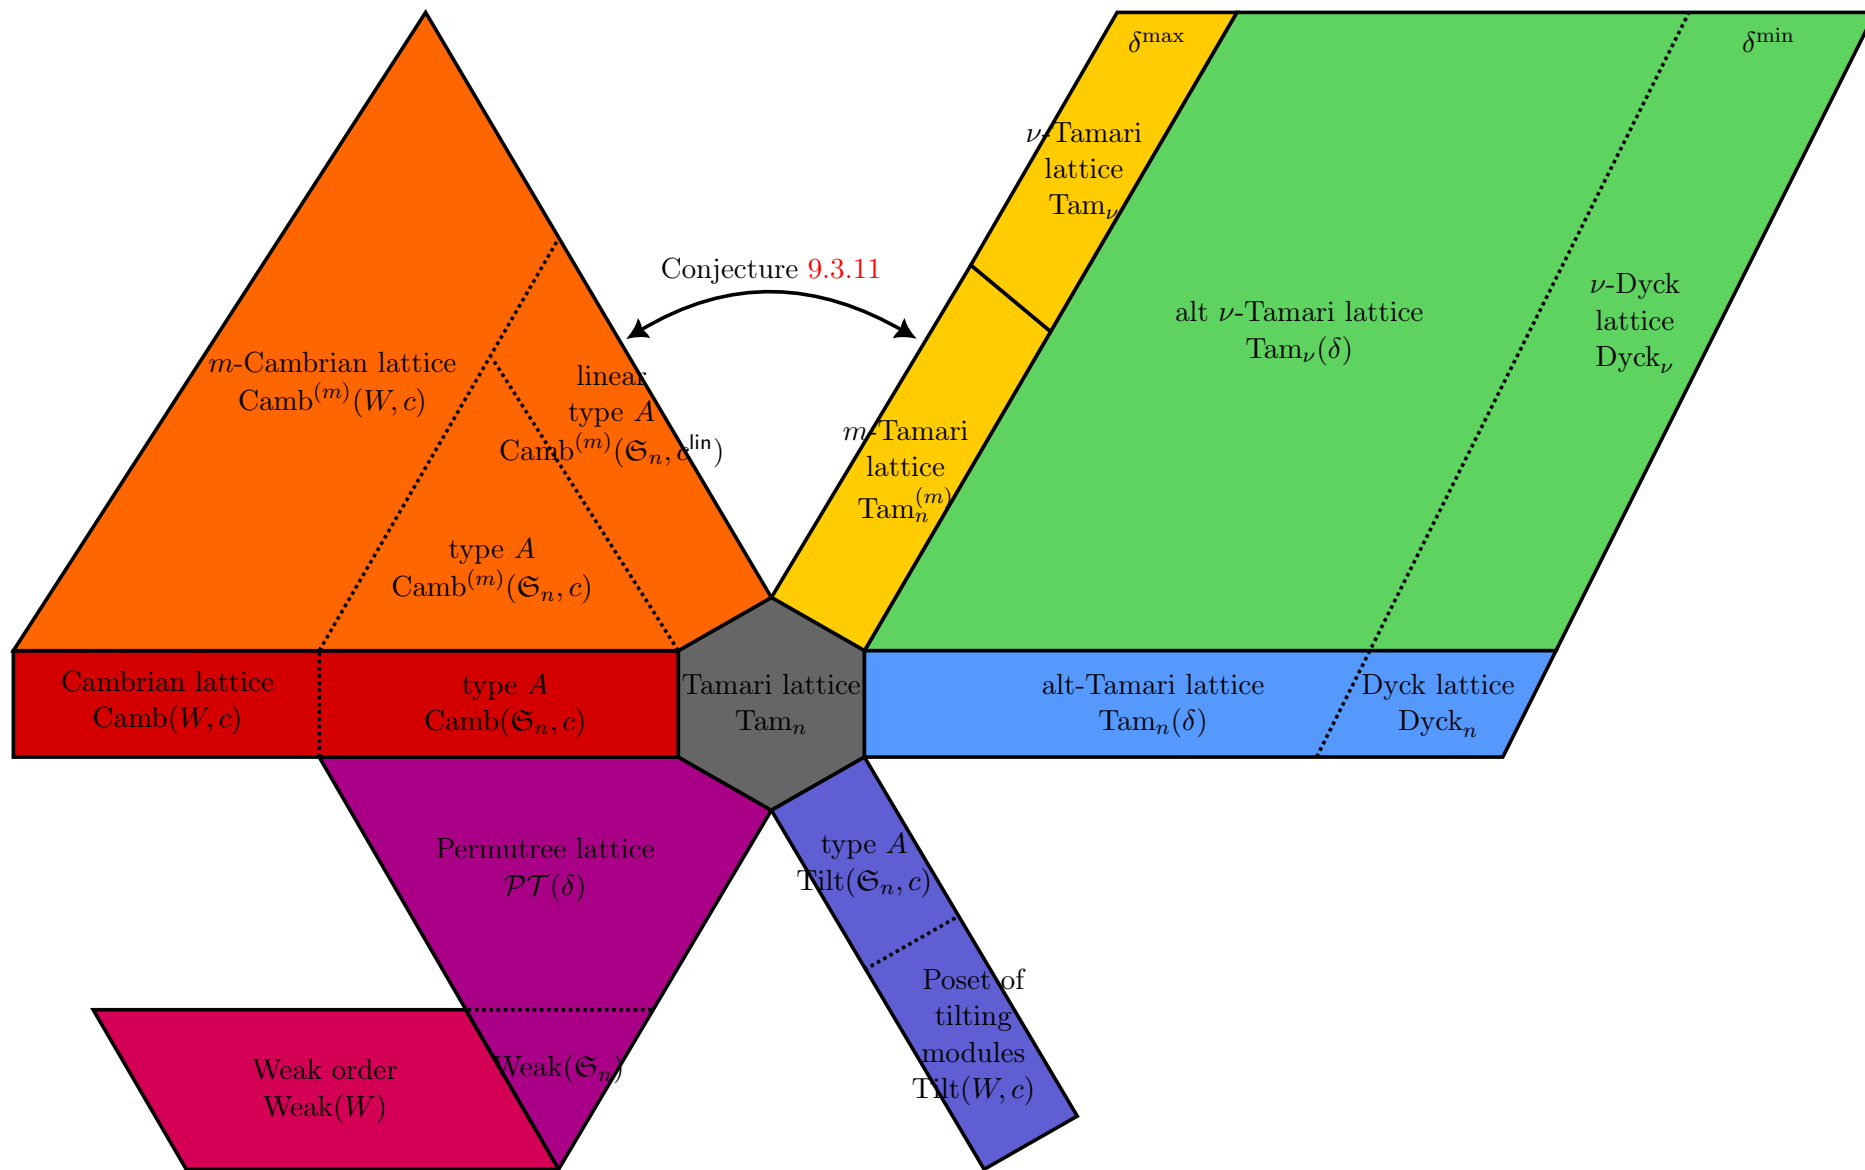 δ^max
δ^min
ν-Tamari
lattice
Tam_ν
Conjecture 9.3.11
ν-Dyck
lattice
Dyck_ν
alt ν-Tamari lattice
Tam_ν(δ)
m-Cambrian lattice
Camb^(m)(W, c)
linear
type A
Camb^(m)(𝔖_n, c^lin)
m-Tamari
lattice
Tam_n^(m)
type A
Camb^(m)(𝔖_n, c)
Cambrian lattice
Camb(W, c)
type A
Camb(𝔖_n, c)
Tamari lattice
Tam_n
alt-Tamari lattice
Tam_n(δ)
Dyck lattice
Dyck_n
Permutree lattice
𝒫𝒯(δ)
type A
Tilt(𝔖_n, c)
Poset of
tilting
modules
Tilt(W, c)
Weak order
Weak(W)
Weak(𝔖_n)